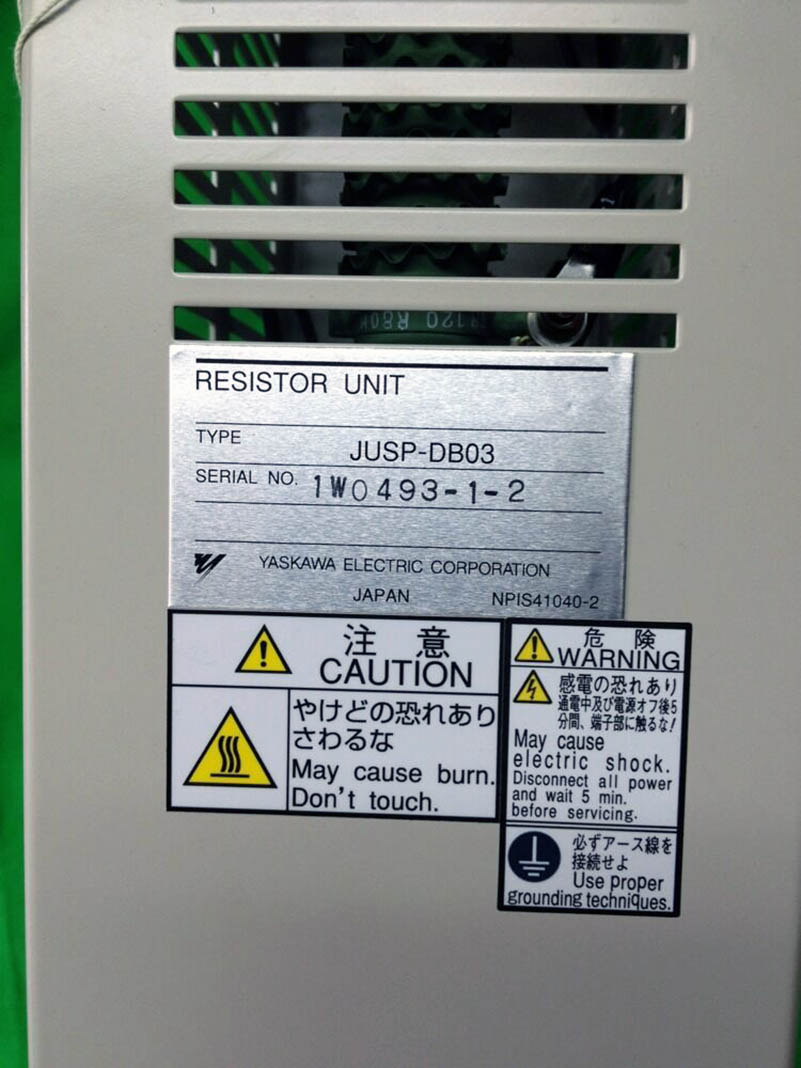 120 R80
RESISTOR UNIT
TYPE JUSP-DB03
SERIAL NO. 1W0493-1-2
YASKAWA ELECTRIC CORPORATION
JAPAN NPIS41040-2
注 意
CAUTION
やけどの恐れあり
さわるな
May cause burn.
Don't touch.
危 険
WARNING
感電の恐れあり
通電中及び電源オフ後5
分間、端子部に触るな!
May cause
electric shock.
Disconnect all power
and wait 5 min.
before servicing.
必ずアース線を
接続せよ
Use proper
grounding techniques.